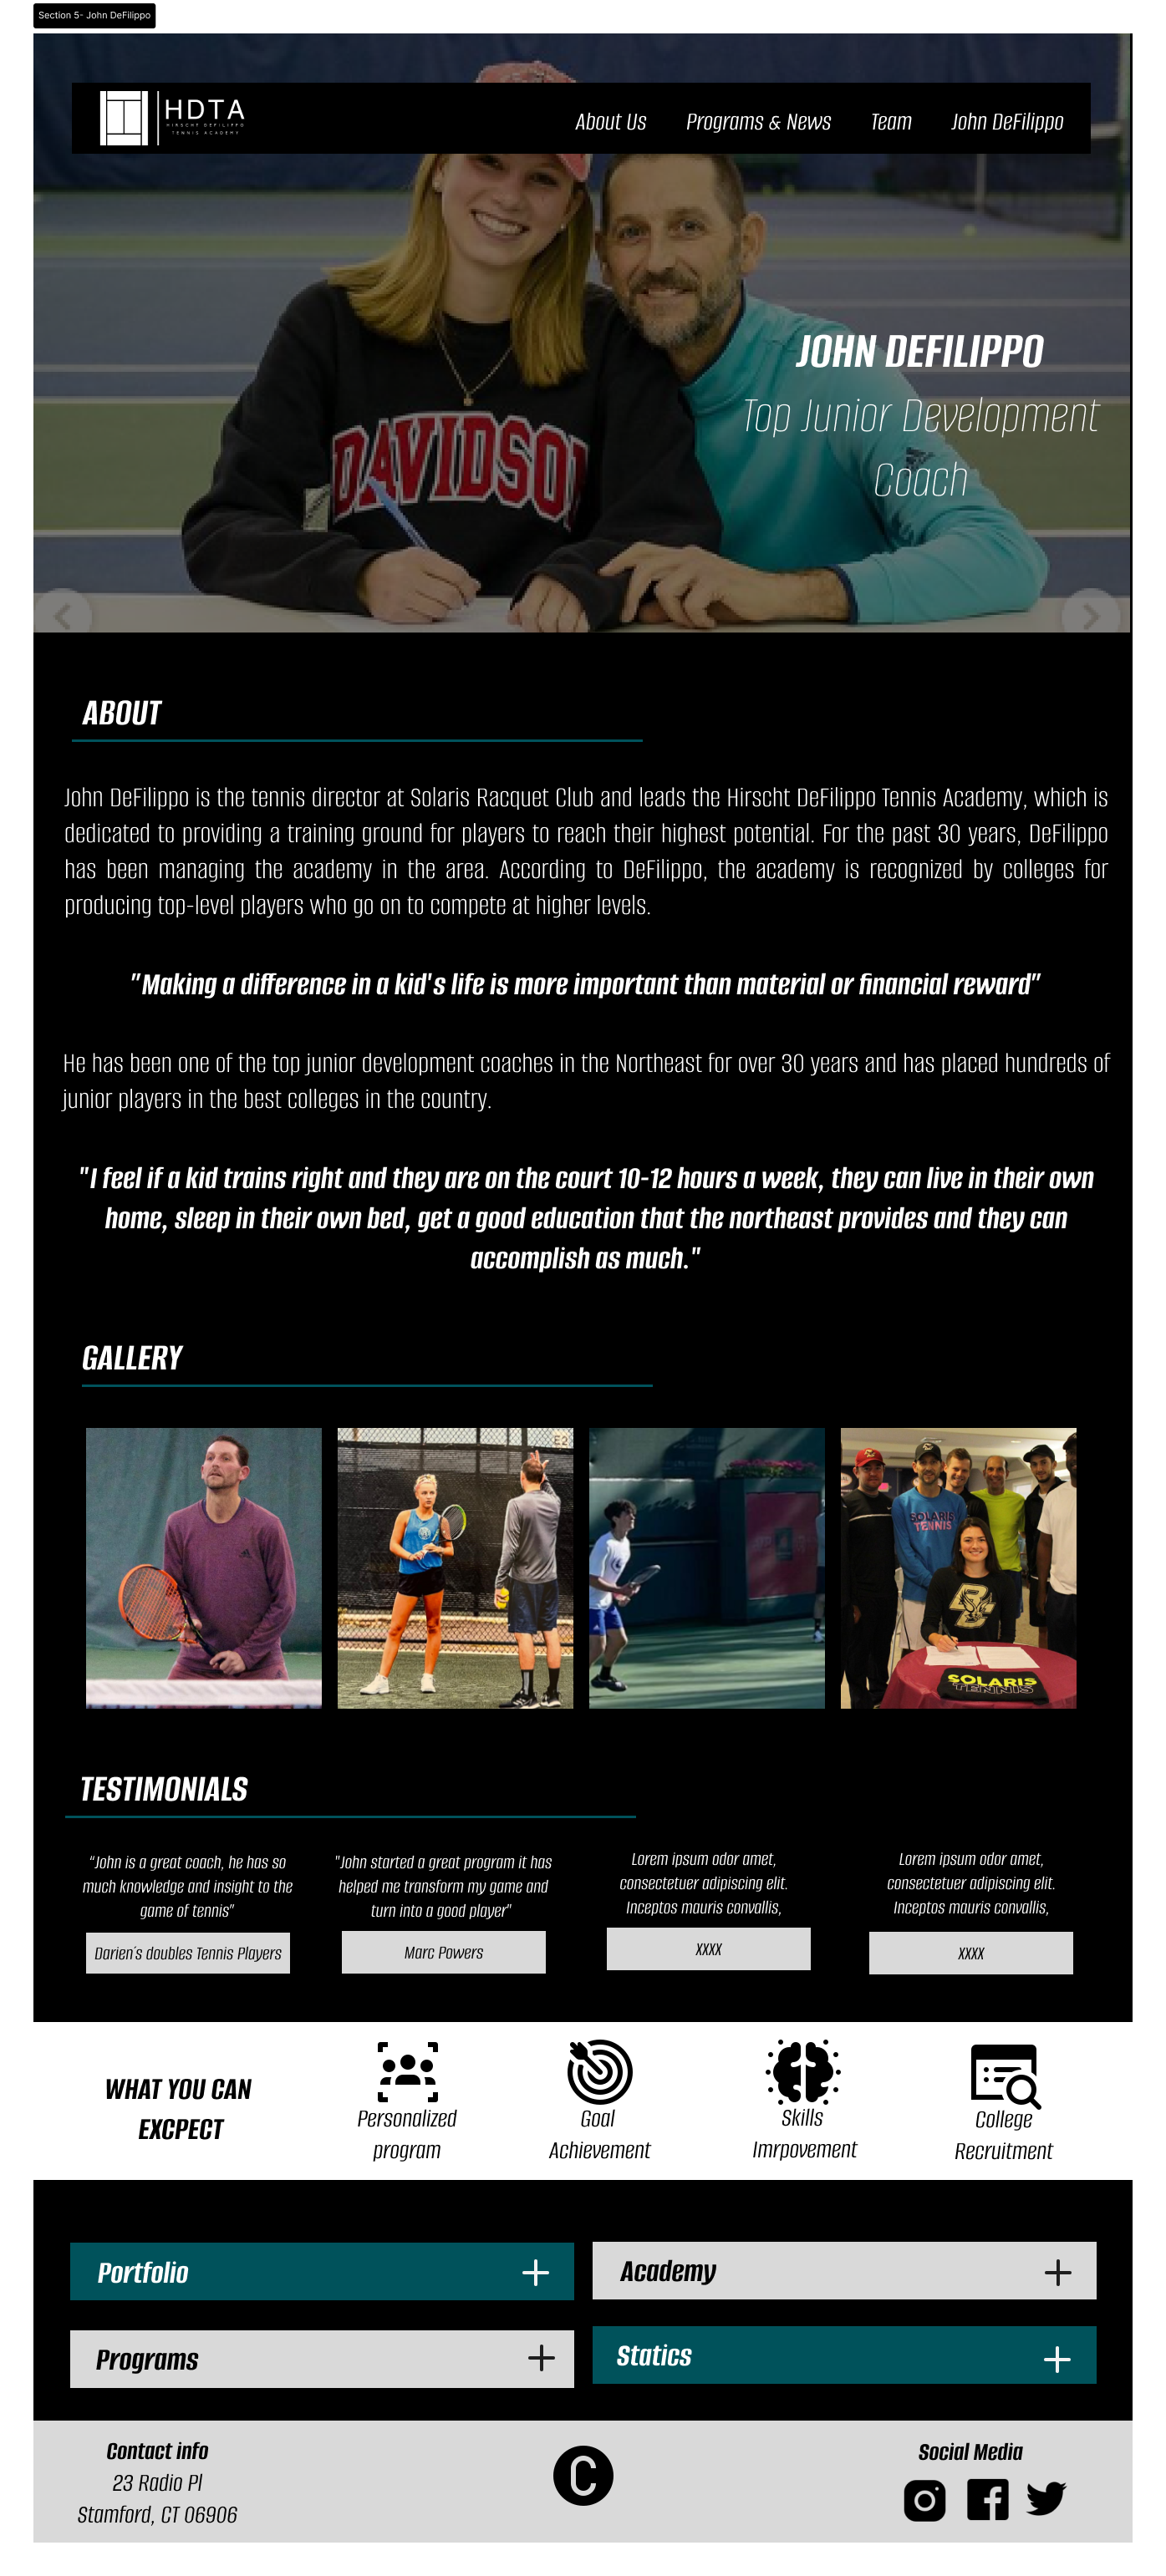 Section 5- John DeFilippo
HDTA
HIRSCHT DEFILIPPO
TENNIS ACADEMY
About Us Programs & News Team John DeFilippo
JOHN DEFILIPPO
Top Junior Development
Coach
DAVIDSO
ABOUT
John DeFilippo is the tennis director at Solaris Racquet Club and leads the Hirscht DeFilippo Tennis Academy, which is
dedicated to providing a training ground for players to reach their highest potential. For the past 30 years, DeFilippo
has been managing the academy in the area. According to DeFilippo, the academy is recognized by colleges for
producing top-level players who go on to compete at higher levels.
"Making a difference in a kid's life is more important than material or financial reward"
He has been one of the top junior development coaches in the Northeast for over 30 years and has placed hundreds of
junior players in the best colleges in the country.
"I feel if a kid trains right and they are on the court 10-12 hours a week, they can live in their own
home, sleep in their own bed, get a good education that the northeast provides and they can
accomplish as much."
GALLERY
E2
SOLARIS
TENNIS
BC
SOLARIS
TENNIS
TESTIMONIALS
“John is a great coach, he has so
much knowledge and insight to the
game of tennis”
Darien´s doubles Tennis Players
"John started a great program it has
helped me transform my game and
turn into a good player"
Marc Powers
Lorem ipsum odor amet,
consectetuer adipiscing elit.
Inceptos mauris convallis,
XXXX
Lorem ipsum odor amet,
consectetuer adipiscing elit.
Inceptos mauris convallis,
XXXX
WHAT YOU CAN
EXCPECT
Personalized
program
Goal
Achievement
Skills
Imrpovement
College
Recruitment
Portfolio
Academy
Programs
Statics
Contact info
23 Radio Pl
Stamford, CT 06906
C
Social Media